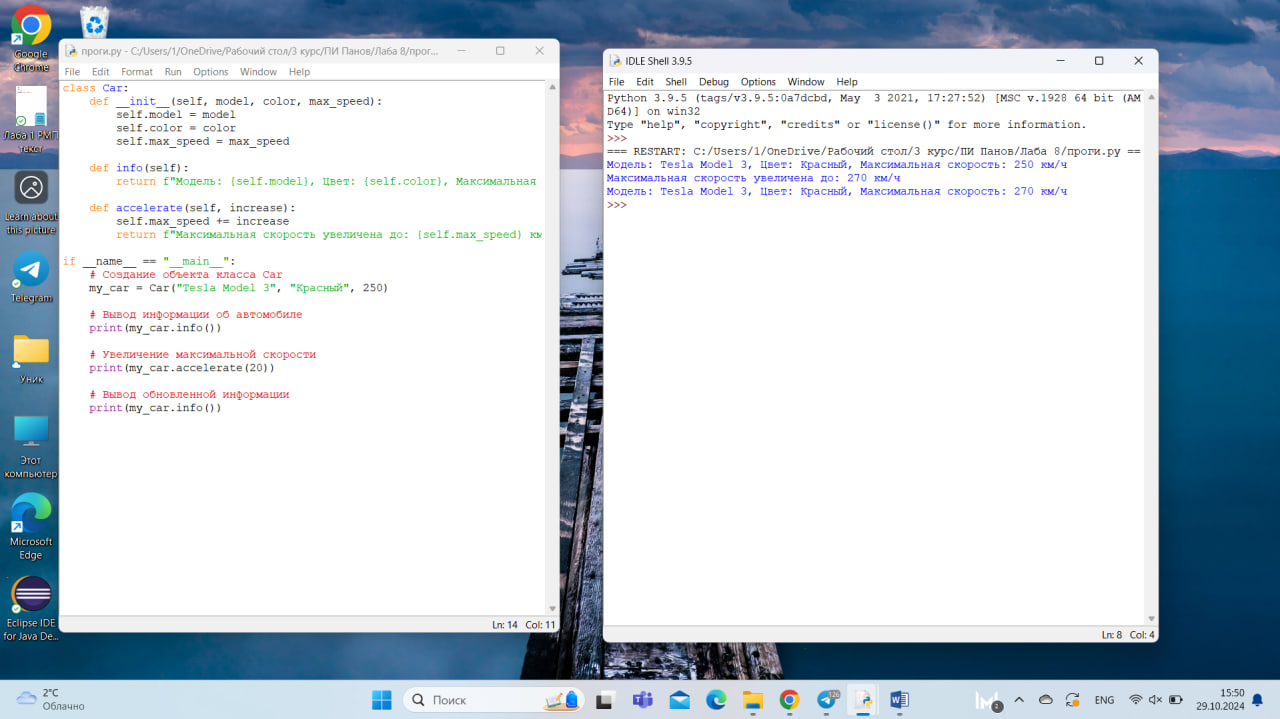 Google
Chrome
Лаба 1 РМП
текст
Learn about
this picture
Telegram
Уник
Этот
компьютер
Microsoft
Edge
Eclipse IDE
for Java De...
проги.py - C:/Users/1/OneDrive/Рабочий стол/3 курс/ПИ Панов/Лаба 8/прог...
File Edit Format Run Options Window Help
class Car:
    def __init__(self, model, color, max_speed):
        self.model = model
        self.color = color
        self.max_speed = max_speed
    def info(self):
        return f"Модель: {self.model}, Цвет: {self.color}, Максимальная
    def accelerate(self, increase):
        self.max_speed += increase
        return f"Максимальная скорость увеличена до: {self.max_speed} км
if __name__ == "__main__":
    # Создание объекта класса Car
    my_car = Car("Tesla Model 3", "Красный", 250)
    # Вывод информации об автомобиле
    print(my_car.info())
    # Увеличение максимальной скорости
    print(my_car.accelerate(20))
    # Вывод обновленной информации
    print(my_car.info())
Ln: 14 Col: 11
IDLE Shell 3.9.5
File Edit Shell Debug Options Window Help
Python 3.9.5 (tags/v3.9.5:0a7dcbd, May  3 2021, 17:27:52) [MSC v.1928 64 bit (AM
D64)] on win32
Type "help", "copyright", "credits" or "license()" for more information.
>>>
=== RESTART: C:/Users/1/OneDrive/Рабочий стол/3 курс/ПИ Панов/Лаба 8/проги.py ==
Модель: Tesla Model 3, Цвет: Красный, Максимальная скорость: 250 км/ч
Максимальная скорость увеличена до: 270 км/ч
Модель: Tesla Model 3, Цвет: Красный, Максимальная скорость: 270 км/ч
>>>
Ln: 8 Col: 4
2°C
Облачно
Поиск
126
ENG
15:50
29.10.2024